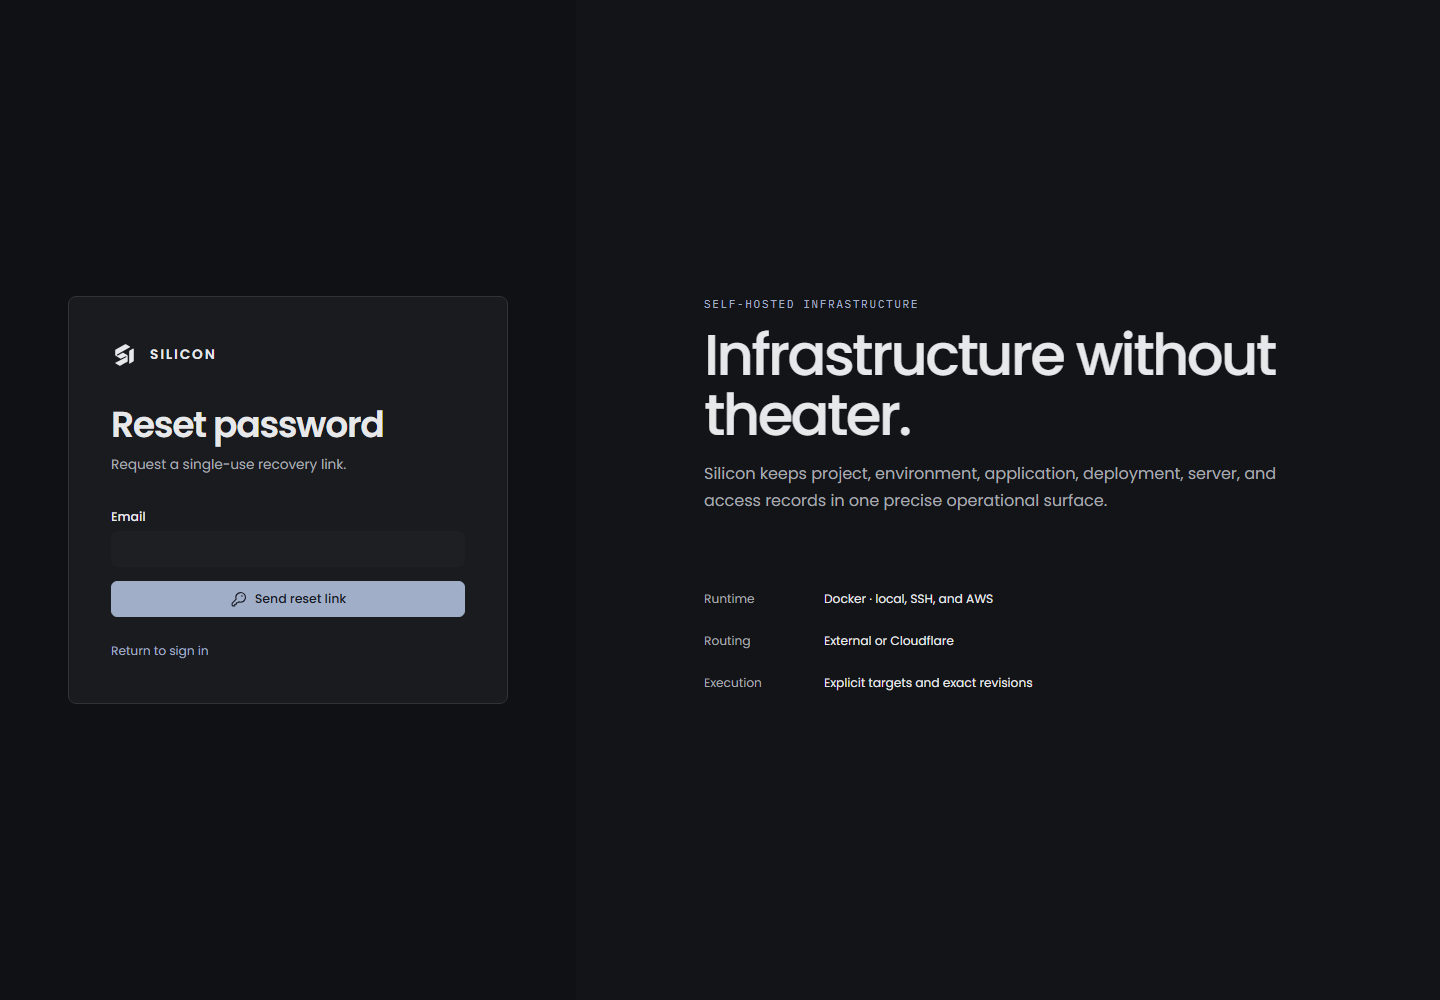 SILICON
Reset password
Request a single-use recovery link.
Email
Send reset link
Return to sign in
SELF-HOSTED INFRASTRUCTURE
Infrastructure without
theater.
Silicon keeps project, environment, application, deployment, server, and
access records in one precise operational surface.
Runtime Docker · local, SSH, and AWS
Routing External or Cloudflare
Execution Explicit targets and exact revisions